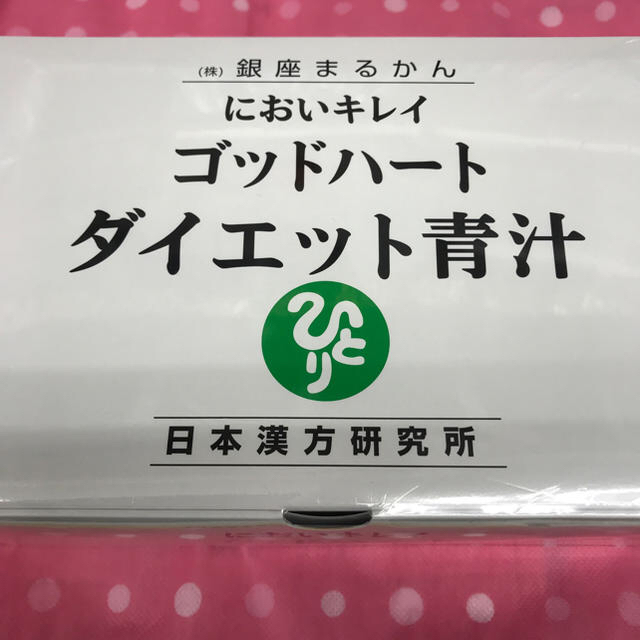 (株) 銀座まるかん
においキレイ
ゴッドハート
ダイエット青汁
ひとり
日本漢方研究所